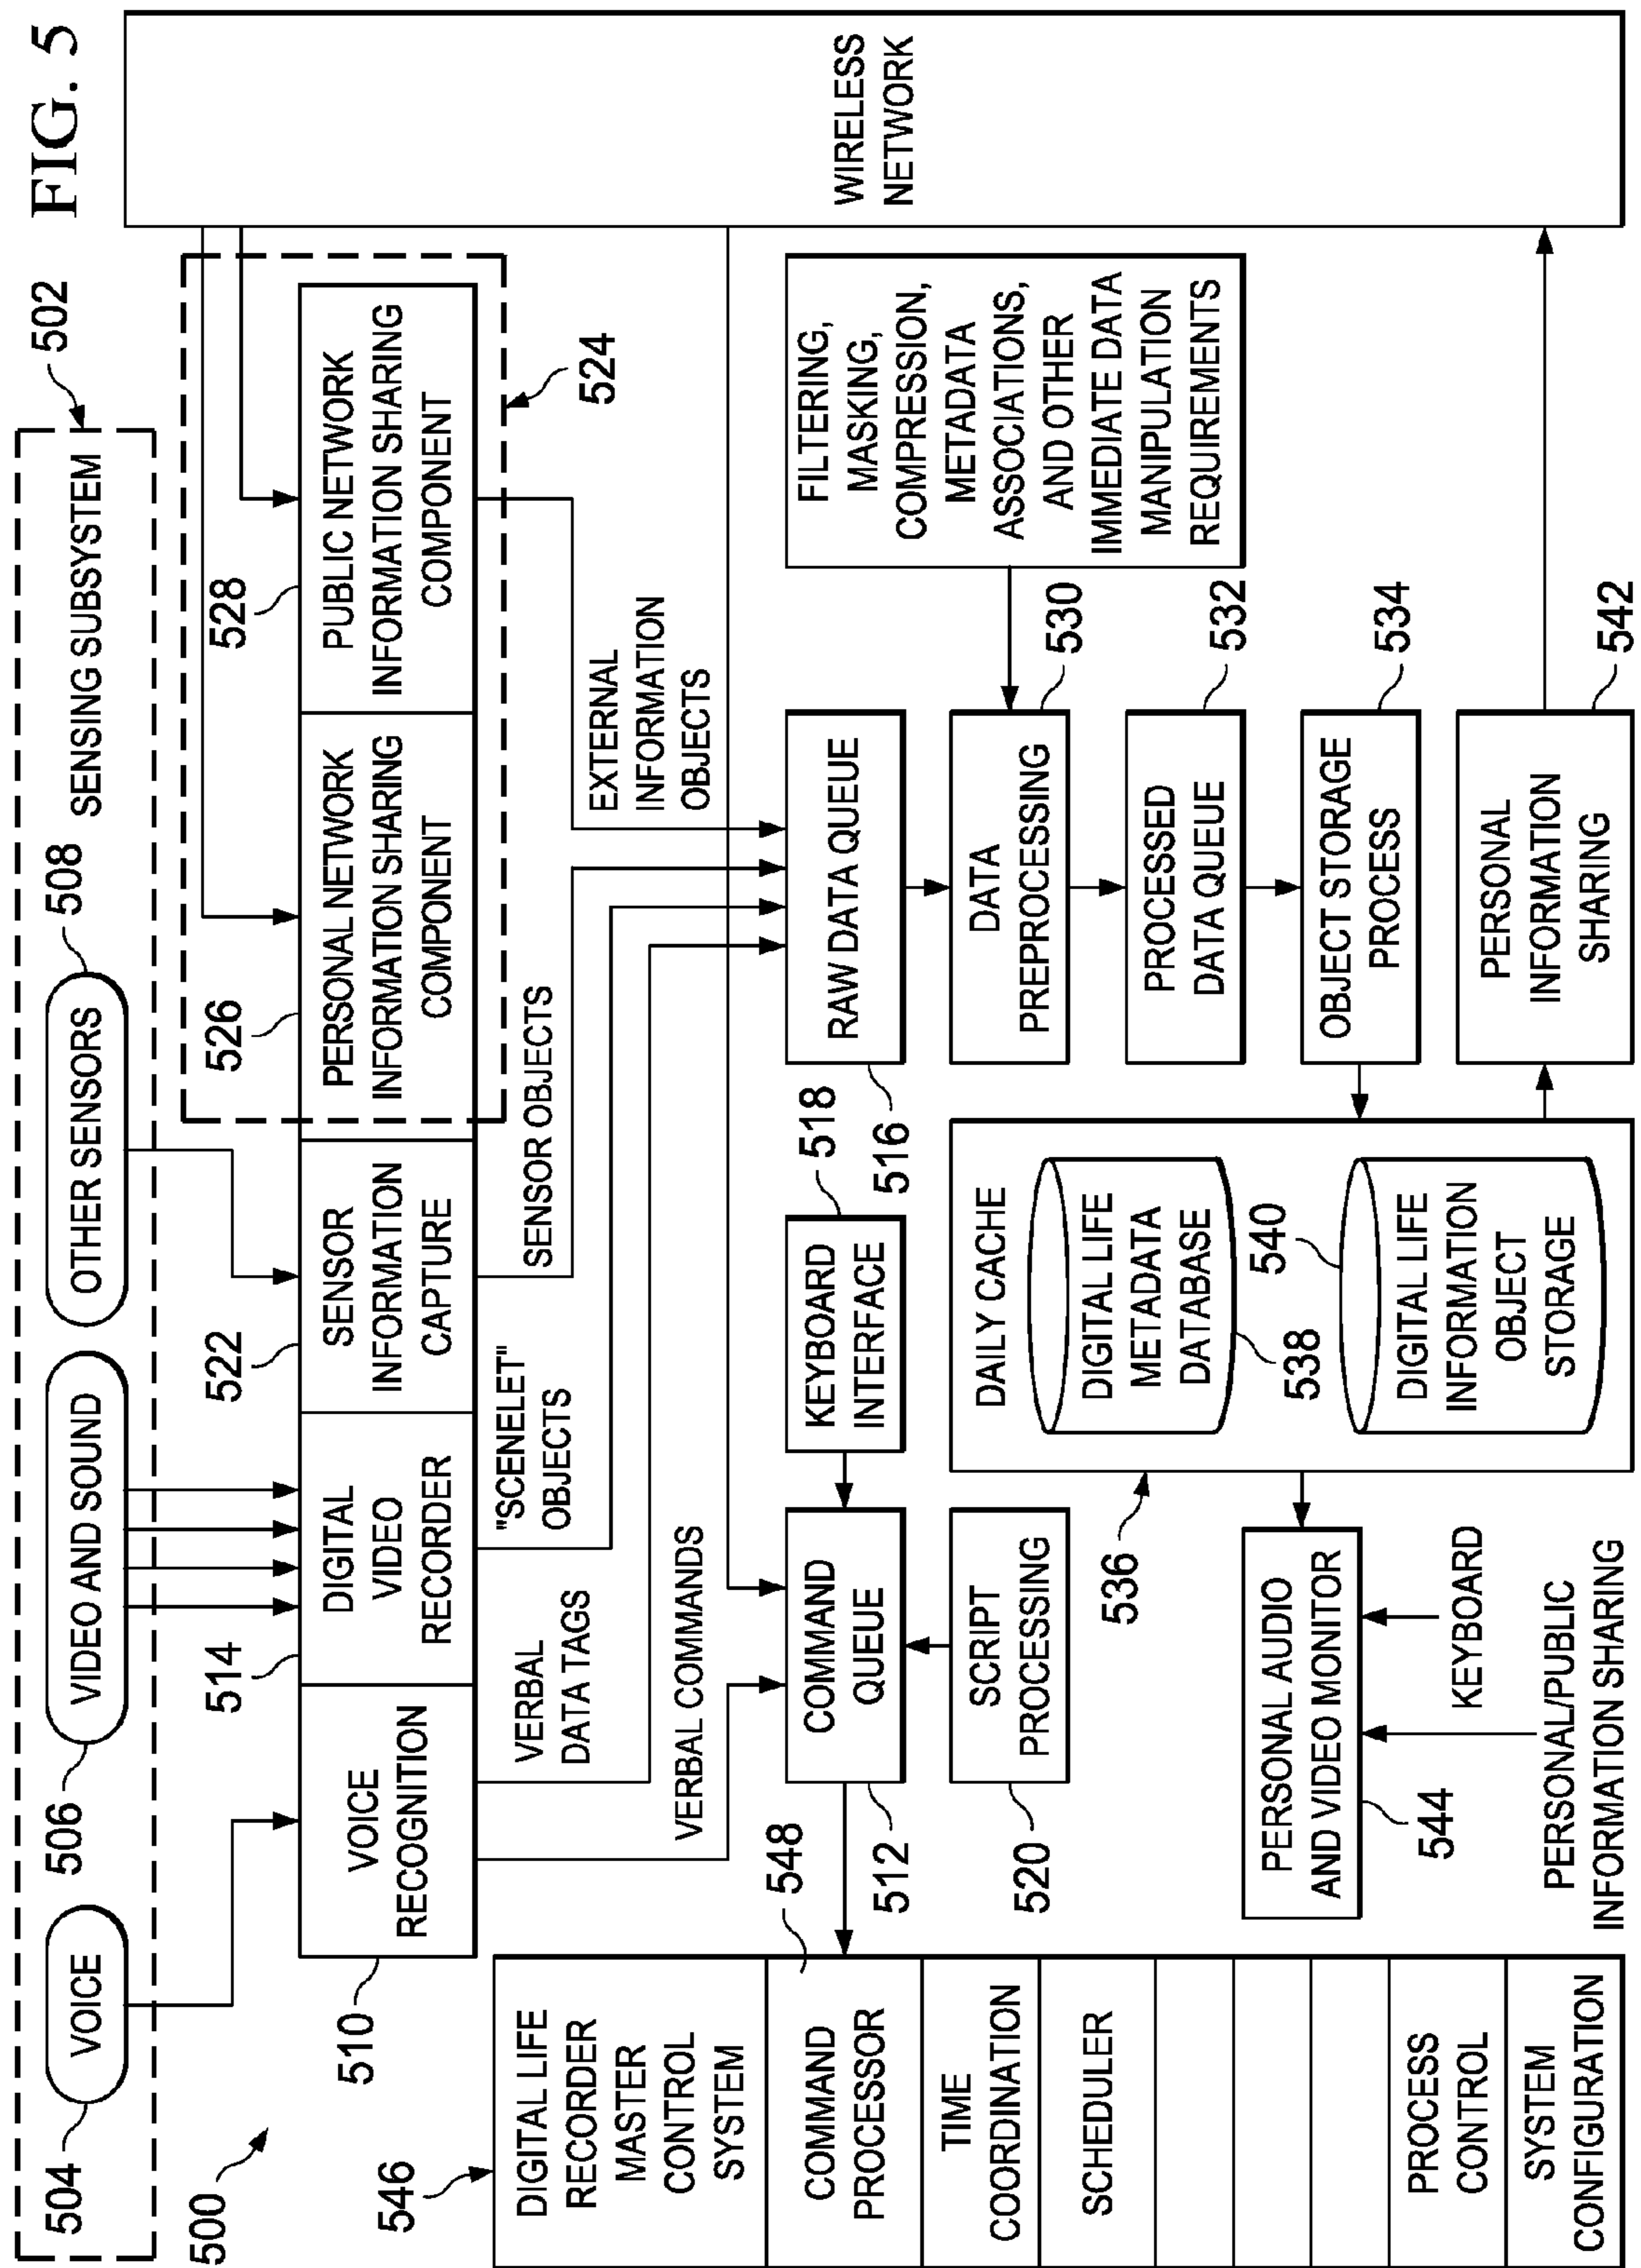 FIG. 5
500
502
SENSING SUBSYSTEM
504
VOICE
506
VIDEO AND SOUND
508
OTHER SENSORS
510
VOICE
RECOGNITION
514
DIGITAL
VIDEO
RECORDER
522
SENSOR
INFORMATION
CAPTURE
526
PERSONAL NETWORK
INFORMATION SHARING
COMPONENT
528
PUBLIC NETWORK
INFORMATION SHARING
COMPONENT
524
WIRELESS
NETWORK
VERBAL
DATA TAGS
"SCENELET"
OBJECTS
SENSOR OBJECTS
EXTERNAL
INFORMATION
OBJECTS
VERBAL COMMANDS
546
DIGITAL LIFE
RECORDER
MASTER
CONTROL
SYSTEM
548
COMMAND
PROCESSOR
TIME
COORDINATION
SCHEDULER
PROCESS
CONTROL
SYSTEM
CONFIGURATION
COMMAND
QUEUE
512
KEYBOARD
INTERFACE
518
SCRIPT
PROCESSING
520
RAW DATA QUEUE
516
FILTERING,
MASKING,
COMPRESSION,
METADATA
ASSOCIATIONS,
AND OTHER
IMMEDIATE DATA
MANIPULATION
REQUIREMENTS
DATA
PREPROCESSING
530
PROCESSED
DATA QUEUE
532
OBJECT STORAGE
PROCESS
534
DAILY CACHE
536
DIGITAL LIFE
METADATA
DATABASE
538
540
DIGITAL LIFE
INFORMATION
OBJECT
STORAGE
PERSONAL
INFORMATION
SHARING
542
PERSONAL AUDIO
AND VIDEO MONITOR
544
KEYBOARD
PERSONAL/PUBLIC
INFORMATION SHARING